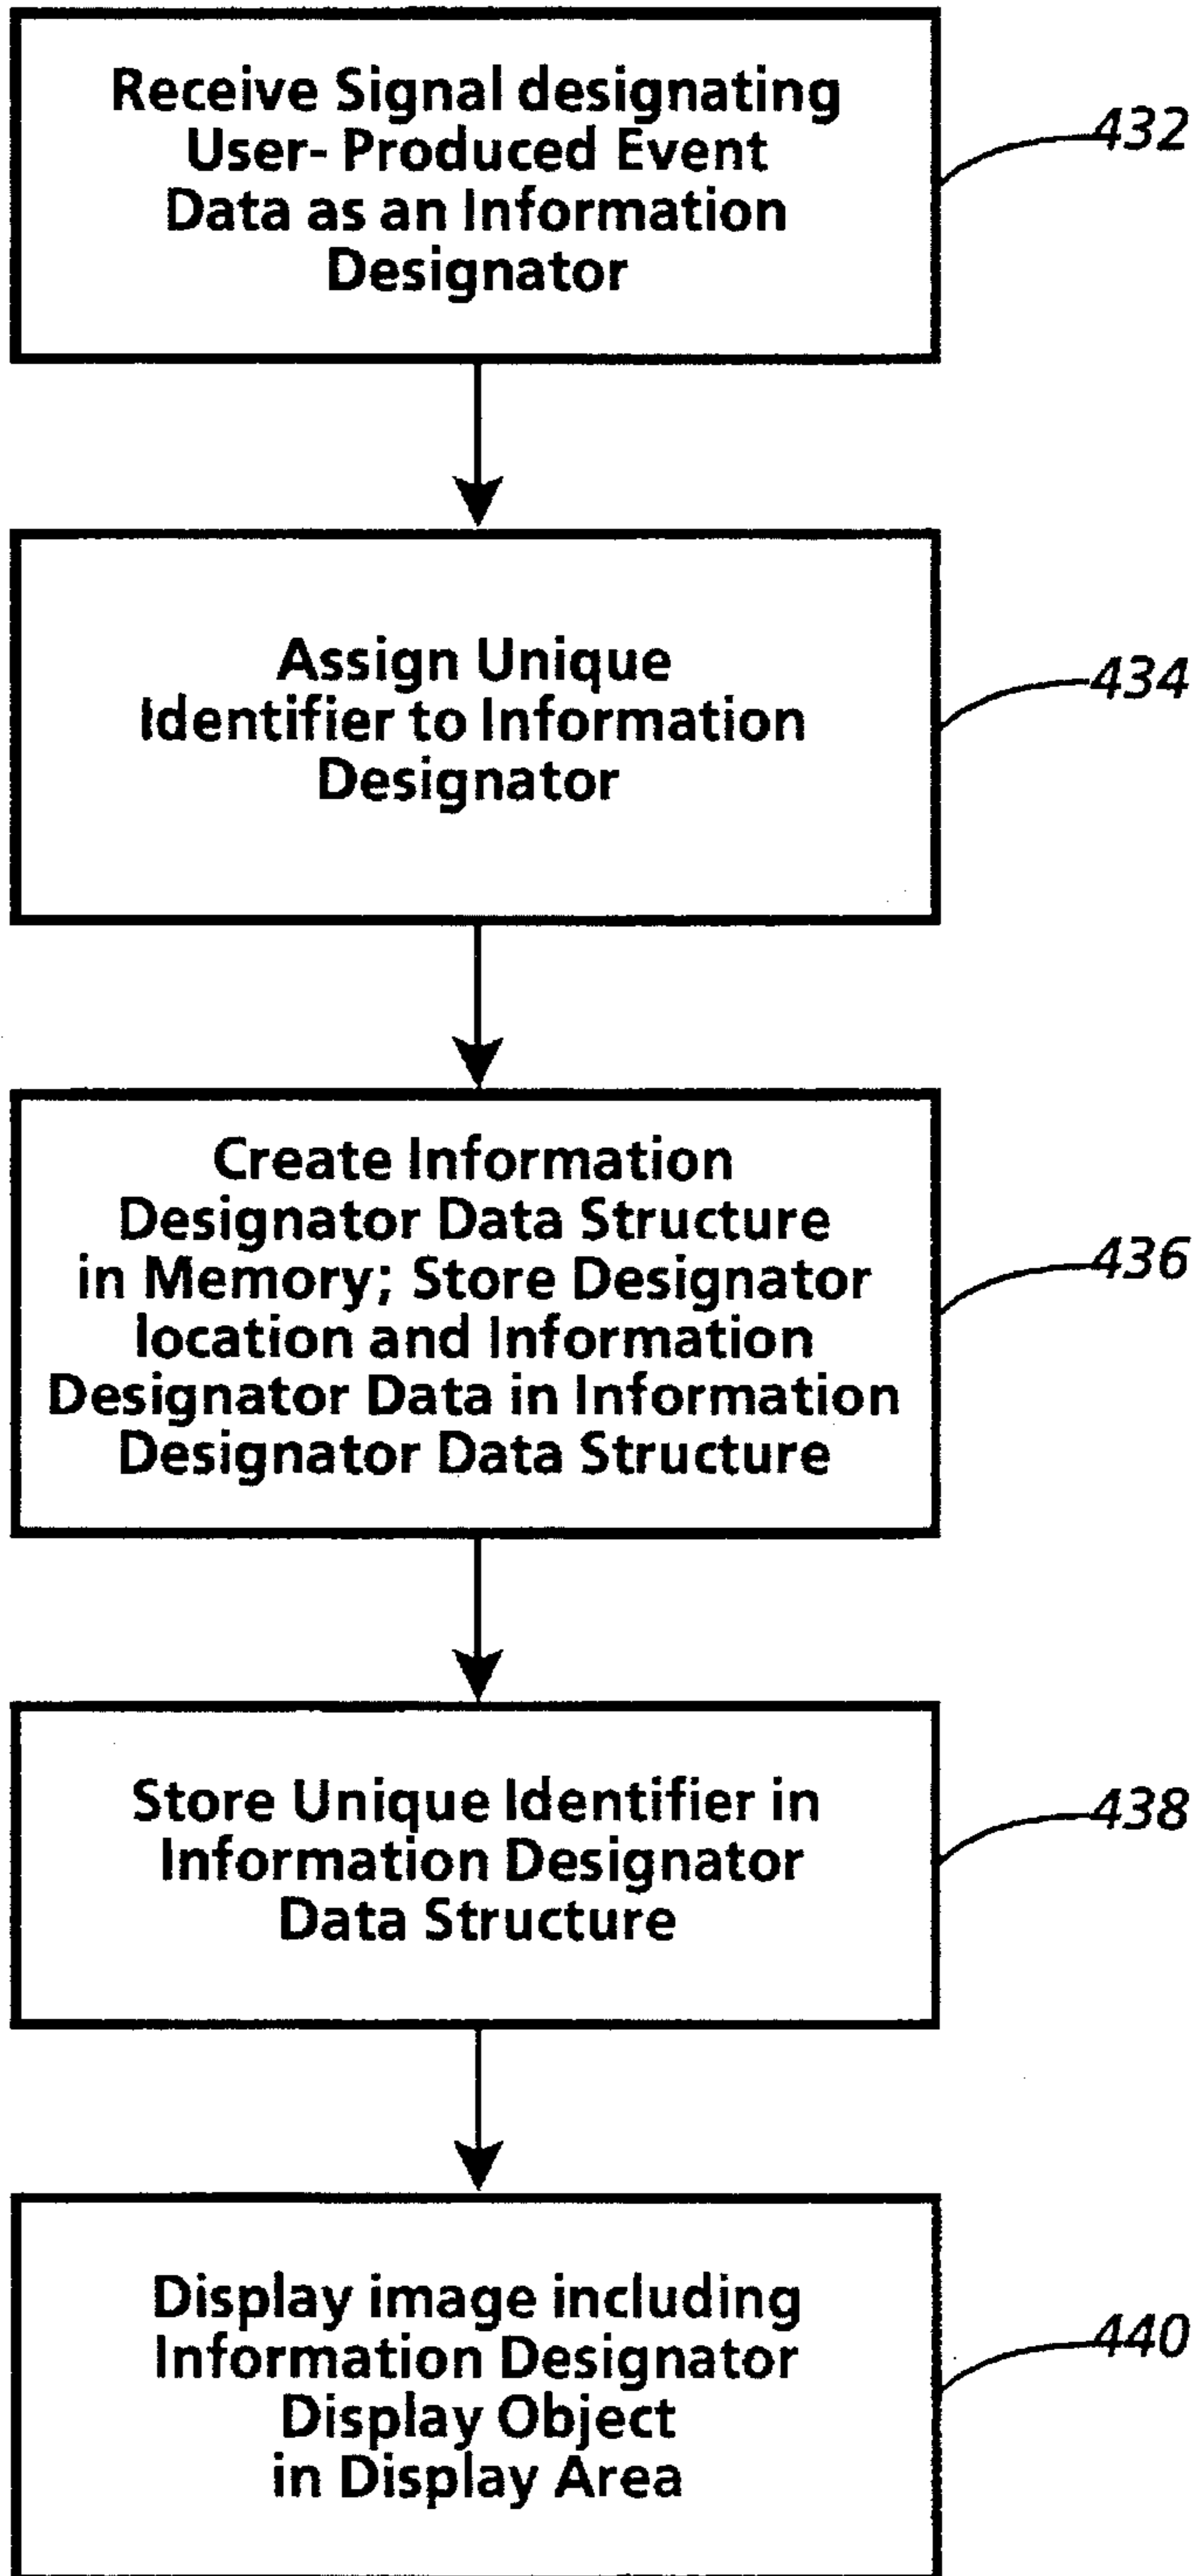 Receive Signal designating
User- Produced Event
Data as an Information
Designator
432
Assign Unique
Identifier to Information
Designator
434
Create Information
Designator Data Structure
in Memory; Store Designator
location and Information
Designator Data in Information
Designator Data Structure
436
Store Unique Identifier in
Information Designator
Data Structure
438
Display image including
Information Designator
Display Object
in Display Area
440